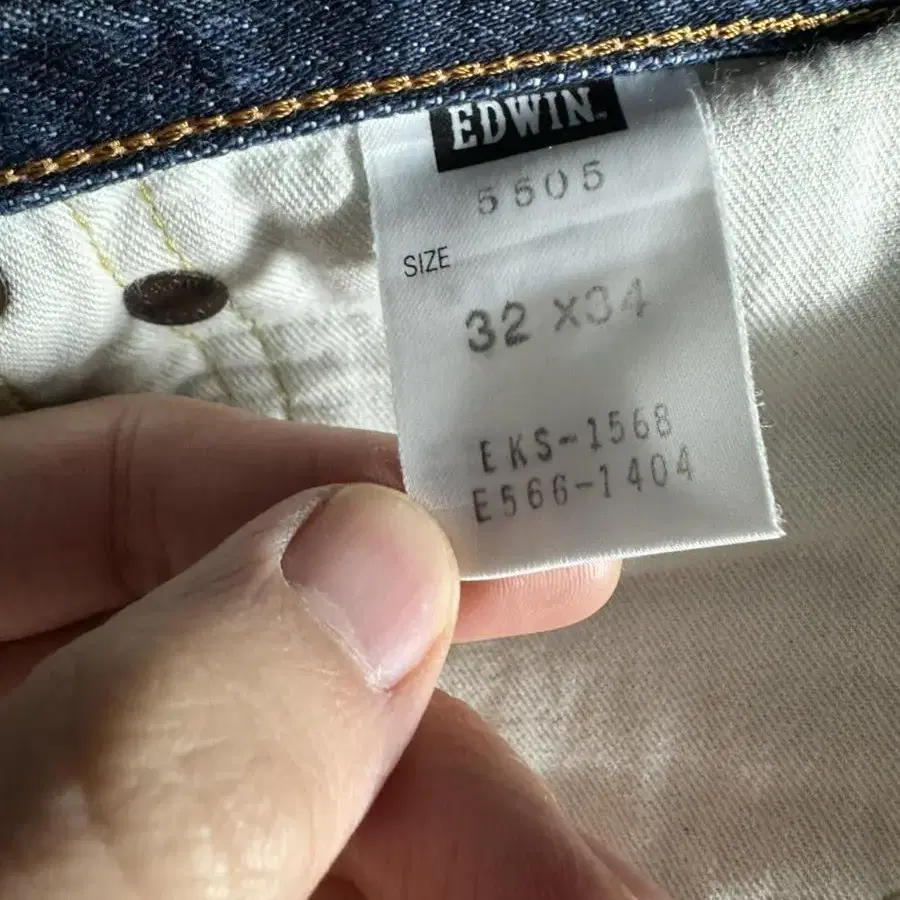 EDWIN
5505
SIZE
32 X34
EKS-1568
E566-1404